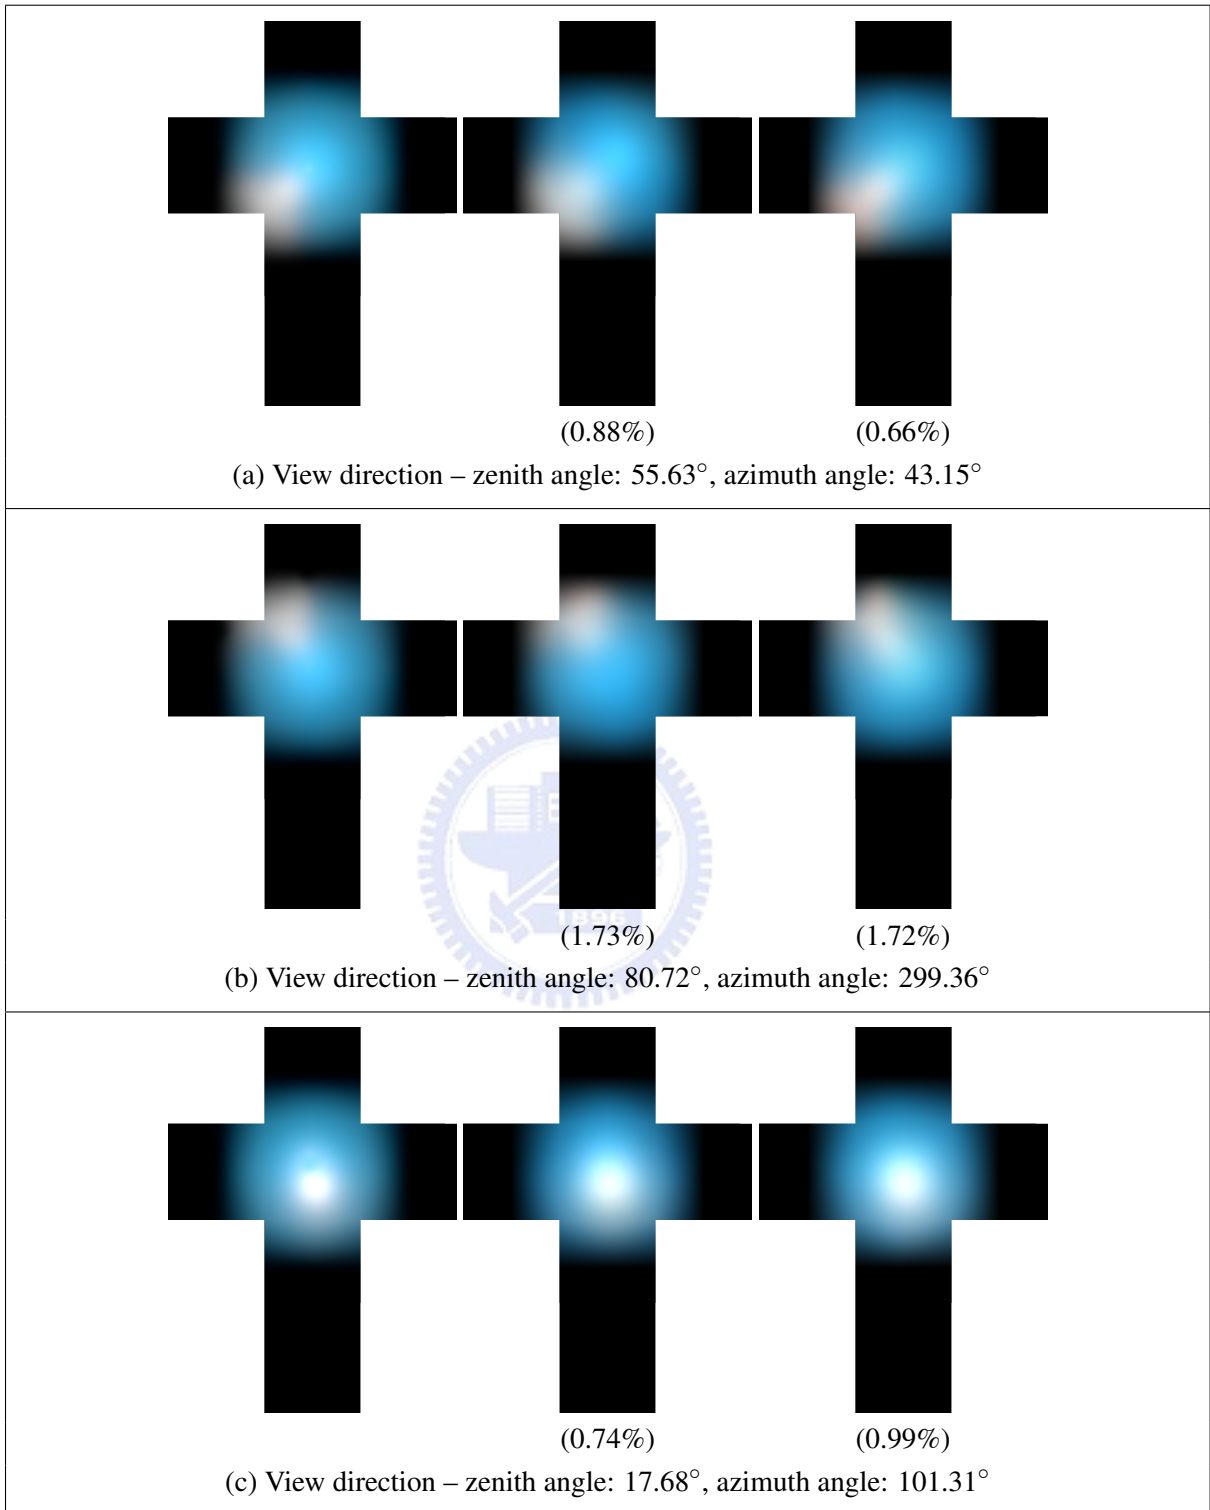 (0.88%) (0.66%)
(a) View direction – zenith angle: 55.63°, azimuth angle: 43.15°
1896
(1.73%) (1.72%)
(b) View direction – zenith angle: 80.72°, azimuth angle: 299.36°
(0.74%) (0.99%)
(c) View direction – zenith angle: 17.68°, azimuth angle: 101.31°